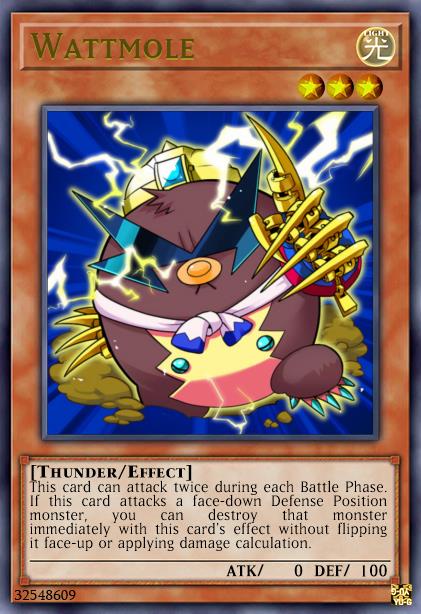 Wattmole
LIGHT
光
[Thunder/Effect]
This card can attack twice during each Battle Phase.
If this card attacks a face-down Defense Position
monster, you can destroy that monster
immediately with this card's effect without flipping
it face-up or applying damage calculation.
ATK/ 0 DEF/ 100
32548609